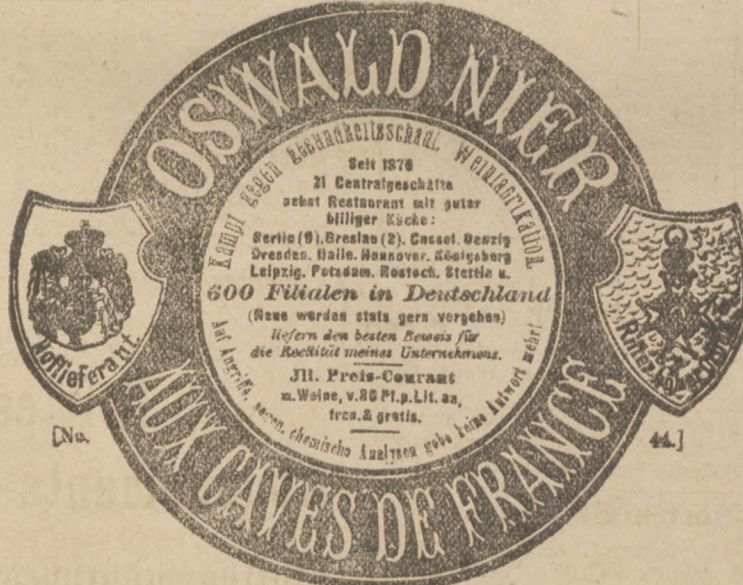 OSWALD NIER
Kampf gegen gesundheitsschädl. Weinfabrikation
Seit 1876
21 Centralgeschäfte
nebst Restaurant mit guter
billiger Küche:
Berlin (9), Breslau (2), Cassel, Danzig
Dresden, Halle, Hannover, Königsberg
Leipzig, Potsdam, Rostock, Stettin u.
600 Filialen in Deutschland
(Neue werden stets gern vergeben)
liefern den besten Beweis für
die Reellität meines Unternehmens.
Jll. Preis-Courant
m. Weine, v. 80 Pf. p. Lit. an,
frco. & gratis.
Auf Angriffe, gegen. chemische Analysen gebe keine Antwort mehr!
Hoflieferant
Ritter
[No. 44.]
AUX CAVES DE FRANCE